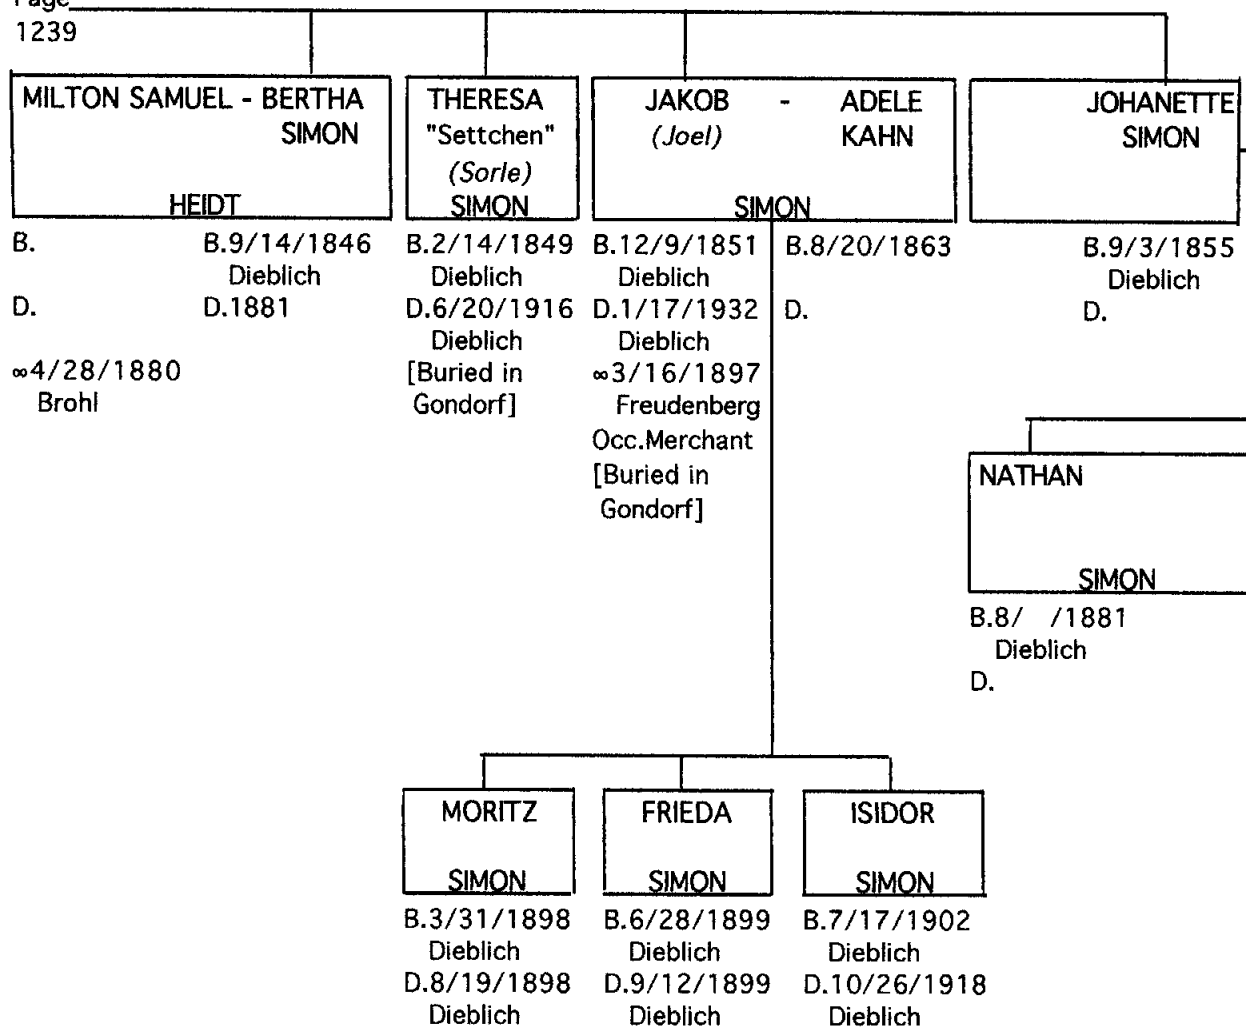 Page
1239
MILTON SAMUEL - BERTHA
SIMON
HEIDT
B. B.9/14/1846
Dieblich
D. D.1881
∞4/28/1880
Brohl
THERESA
"Settchen"
(Sorle)
SIMON
B.2/14/1849
Dieblich
D.6/20/1916
Dieblich
[Buried in
Gondorf]
JAKOB - ADELE
(Joel) KAHN
SIMON
B.12/9/1851 B.8/20/1863
Dieblich
D.1/17/1932 D.
Dieblich
∞3/16/1897
Freudenberg
Occ.Merchant
[Buried in
Gondorf]
JOHANETTE
SIMON
B.9/3/1855
Dieblich
D.
NATHAN
SIMON
B.8/ /1881
Dieblich
D.
MORITZ
SIMON
B.3/31/1898
Dieblich
D.8/19/1898
Dieblich
FRIEDA
SIMON
B.6/28/1899
Dieblich
D.9/12/1899
Dieblich
ISIDOR
SIMON
B.7/17/1902
Dieblich
D.10/26/1918
Dieblich